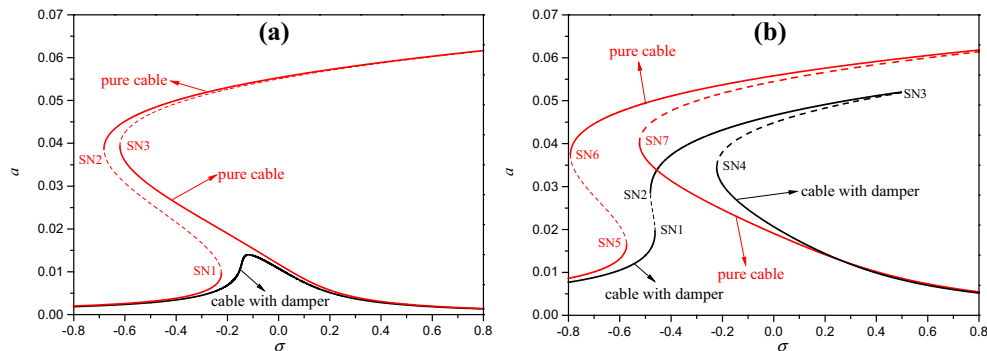 (a)
0.07
0.06
0.05
0.04
0.03
0.02
0.01
0.00
a
-0.8 -0.6 -0.4 -0.2 0.0 0.2 0.4 0.6 0.8
σ
pure cable
SN2
SN3
pure cable
SN1
cable with damper
(b)
0.07
0.06
0.05
0.04
0.03
0.02
0.01
0.00
a
-0.8 -0.6 -0.4 -0.2 0.0 0.2 0.4 0.6 0.8
σ
pure cable
SN3
SN7
SN6
SN4
SN2
cable with damper
SN1
SN5
pure cable
cable with damper